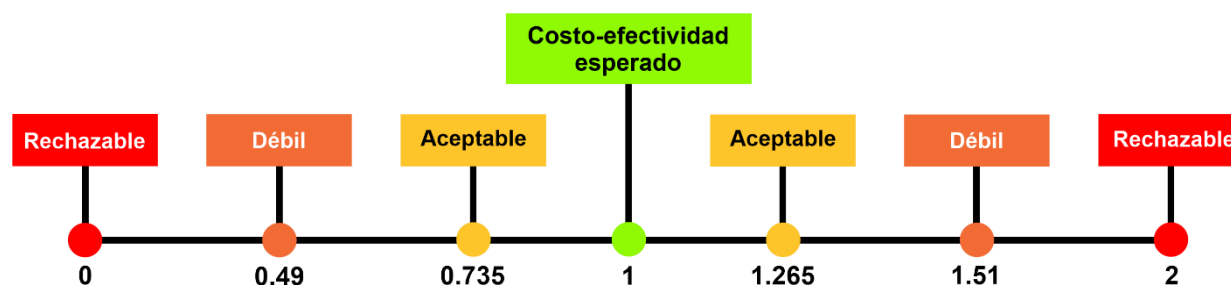 Costo-efectividad
esperado
Rechazable
Débil
Aceptable
Aceptable
Débil
Rechazable
0
0.49
0.735
1
1.265
1.51
2